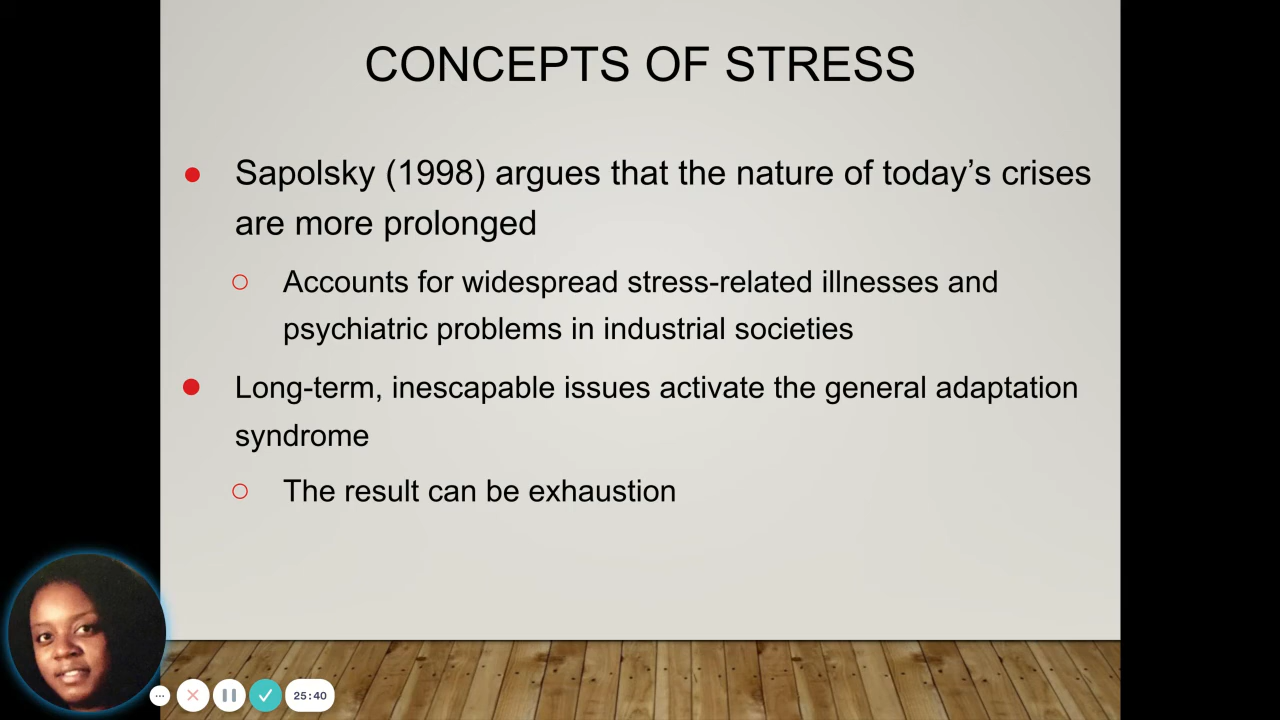 CONCEPTS OF STRESS
Sapolsky (1998) argues that the nature of today’s crises
are more prolonged
Accounts for widespread stress-related illnesses and
psychiatric problems in industrial societies
Long-term, inescapable issues activate the general adaptation
syndrome
The result can be exhaustion
25:40